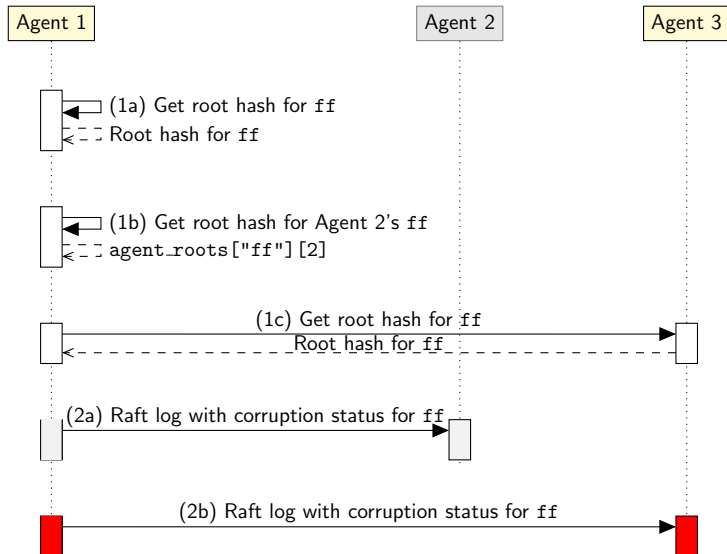 Agent 1
Agent 2
Agent 3
(1a) Get root hash for ff
Root hash for ff
(1b) Get root hash for Agent 2's ff
agent_roots["ff"][2]
(1c) Get root hash for ff
Root hash for ff
(2a) Raft log with corruption status for ff
(2b) Raft log with corruption status for ff